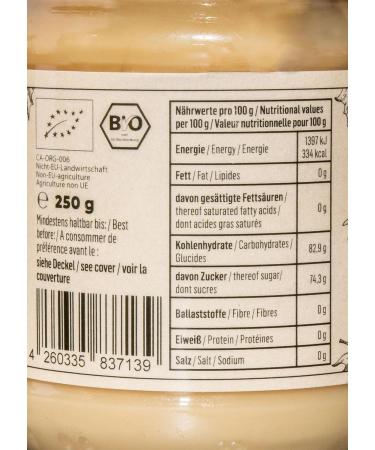 BIO
CA-ORG-006
Nicht-EU-Landwirtschaft
Non-EU-agriculture
Agriculture non UE
℮ 250 g
Mindestens haltbar bis: / Best
before: / A consommer de
préférence avant le :
siehe Deckel / see cover / voir la
couverture
4 260335 837139
Nährwerte pro 100 g / Nutritional values
per 100 g / Valeur nutritionnelle pour 100 g
Energie / Energy / Energie 1397 kJ
334 kcal
Fett / Fat / Lipides 0g
davon gesättigte Fettsäuren /
thereof saturated fatty acids /
dont acides gras saturés 0g
Kohlenhydrate / Carbohydrates /
Glucides 82,9g
davon Zucker / thereof sugar/
dont sucres 74,3g
Ballaststoffe / Fibre / Fibres 0g
Eiweiß / Protein / Protéines 0g
Salz / Salt / Sodium 0g